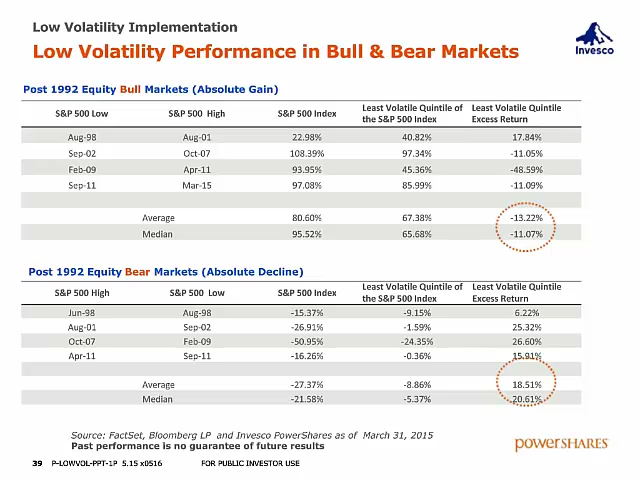 Low Volatility Implementation
Low Volatility Performance in Bull & Bear Markets
Invesco
Post 1992 Equity Bull Markets (Absolute Gain)
S&P 500 Low S&P 500 High S&P 500 Index Least Volatile Quintile of the S&P 500 Index Least Volatile Quintile Excess Return
Aug-98 Aug-01 22.98% 40.82% 17.84%
Sep-02 Oct-07 108.39% 97.34% -11.05%
Feb-09 Apr-11 93.95% 45.36% -48.59%
Sep-11 Mar-15 97.08% 85.99% -11.09%
Average 80.60% 67.38% -13.22%
Median 95.52% 65.68% -11.07%
Post 1992 Equity Bear Markets (Absolute Decline)
S&P 500 High S&P 500 Low S&P 500 Index Least Volatile Quintile of the S&P 500 Index Least Volatile Quintile Excess Return
Jun-98 Aug-98 -15.37% -9.15% 6.22%
Aug-01 Sep-02 -26.91% -1.59% 25.32%
Oct-07 Feb-09 -50.95% -24.35% 26.60%
Apr-11 Sep-11 -16.26% -0.36% 15.91%
Average -27.37% -8.86% 18.51%
Median -21.58% -5.37% 20.61%
Source: FactSet, Bloomberg LP and Invesco PowerShares as of March 31, 2015
Past performance is no guarantee of future results
powerSHARES
39 P-LOWVOL-PPT-1P 5.15 x0516 FOR PUBLIC INVESTOR USE